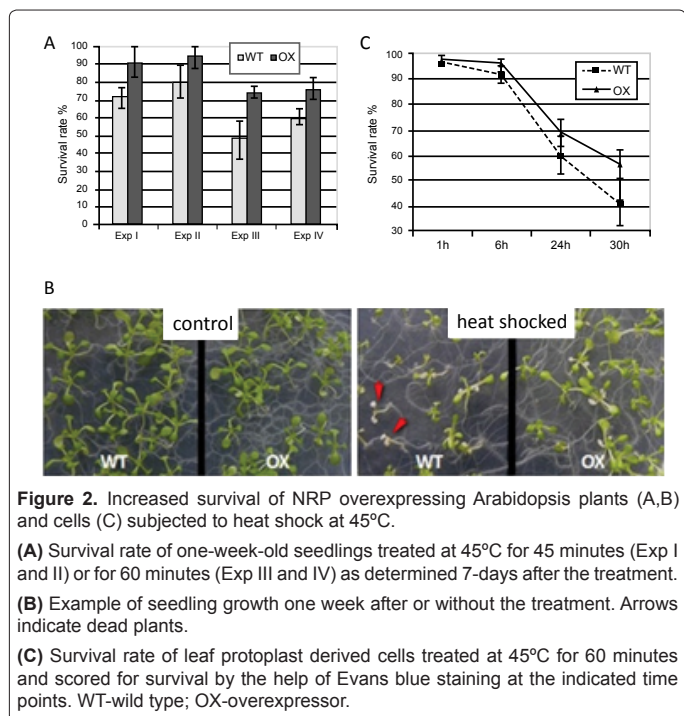 A
Survival rate %
100
90
80
70
60
50
40
30
20
10
0
WT OX
Exp I Exp II Exp III Exp IV
C
Survival rate %
100
90
80
70
60
50
40
30
WT
OX
1h 6h 24h 30h
B
control
heat shocked
WT OX WT OX
Figure 2. Increased survival of NRP overexpressing Arabidopsis plants (A,B)
and cells (C) subjected to heat shock at 45ºC.
(A) Survival rate of one-week-old seedlings treated at 45ºC for 45 minutes (Exp I
and II) or for 60 minutes (Exp III and IV) as determined 7-days after the treatment.
(B) Example of seedling growth one week after or without the treatment. Arrows
indicate dead plants.
(C) Survival rate of leaf protoplast derived cells treated at 45ºC for 60 minutes
and scored for survival by the help of Evans blue staining at the indicated time
points. WT-wild type; OX-overexpressor.